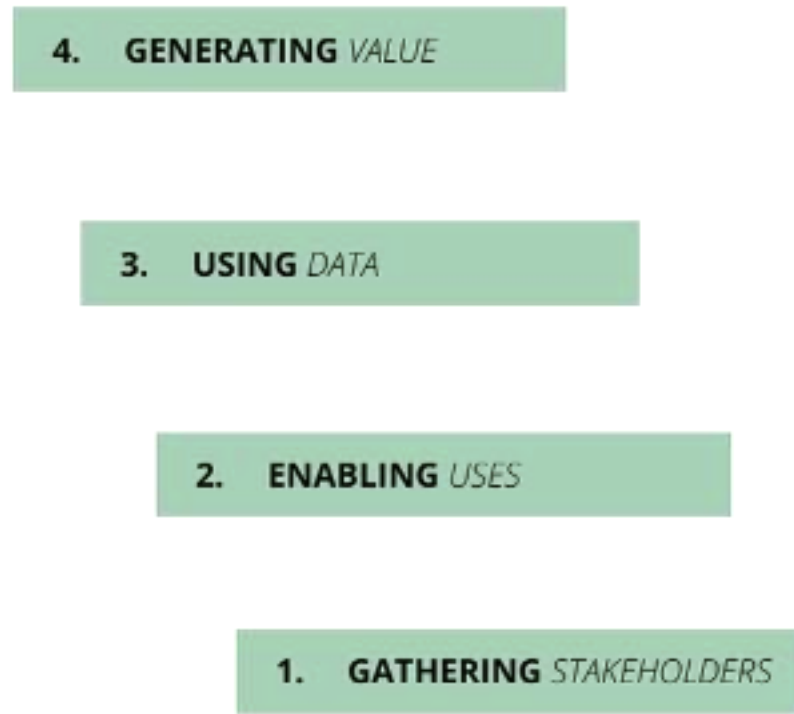 4. GENERATING VALUE
3. USING DATA
2. ENABLING USES
1. GATHERING STAKEHOLDERS